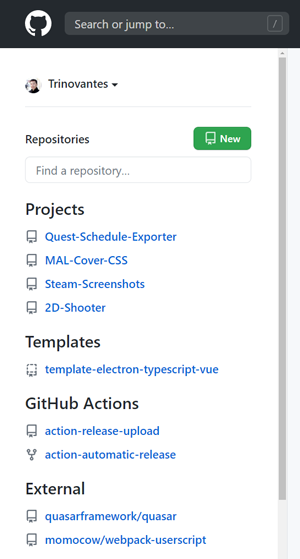 Search or jump to...
/
Trinovantes
Repositories
New
Find a repository...
Projects
Quest-Schedule-Exporter
MAL-Cover-CSS
Steam-Screenshots
2D-Shooter
Templates
template-electron-typescript-vue
GitHub Actions
action-release-upload
action-automatic-release
External
quasarframework/quasar
momocow/webpack-userscript